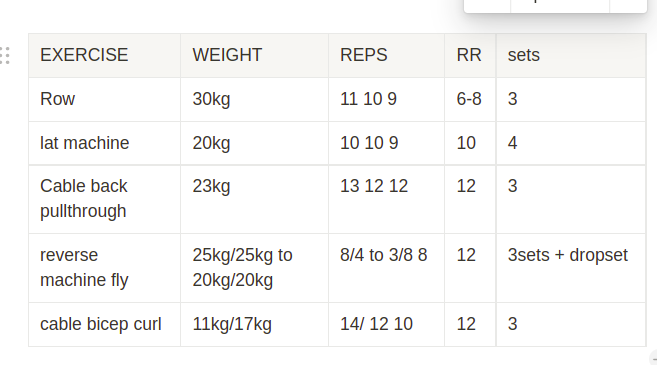 EXERCISE WEIGHT REPS RR sets
Row 30kg 11 10 9 6-8 3
lat machine 20kg 10 10 9 10 4
Cable back 23kg 13 12 12 12 3
pullthrough
reverse 25kg/25kg to 8/4 to 3/8 8 12 3sets + dropset
machine fly 20kg/20kg
cable bicep curl 11kg/17kg 14/ 12 10 12 3